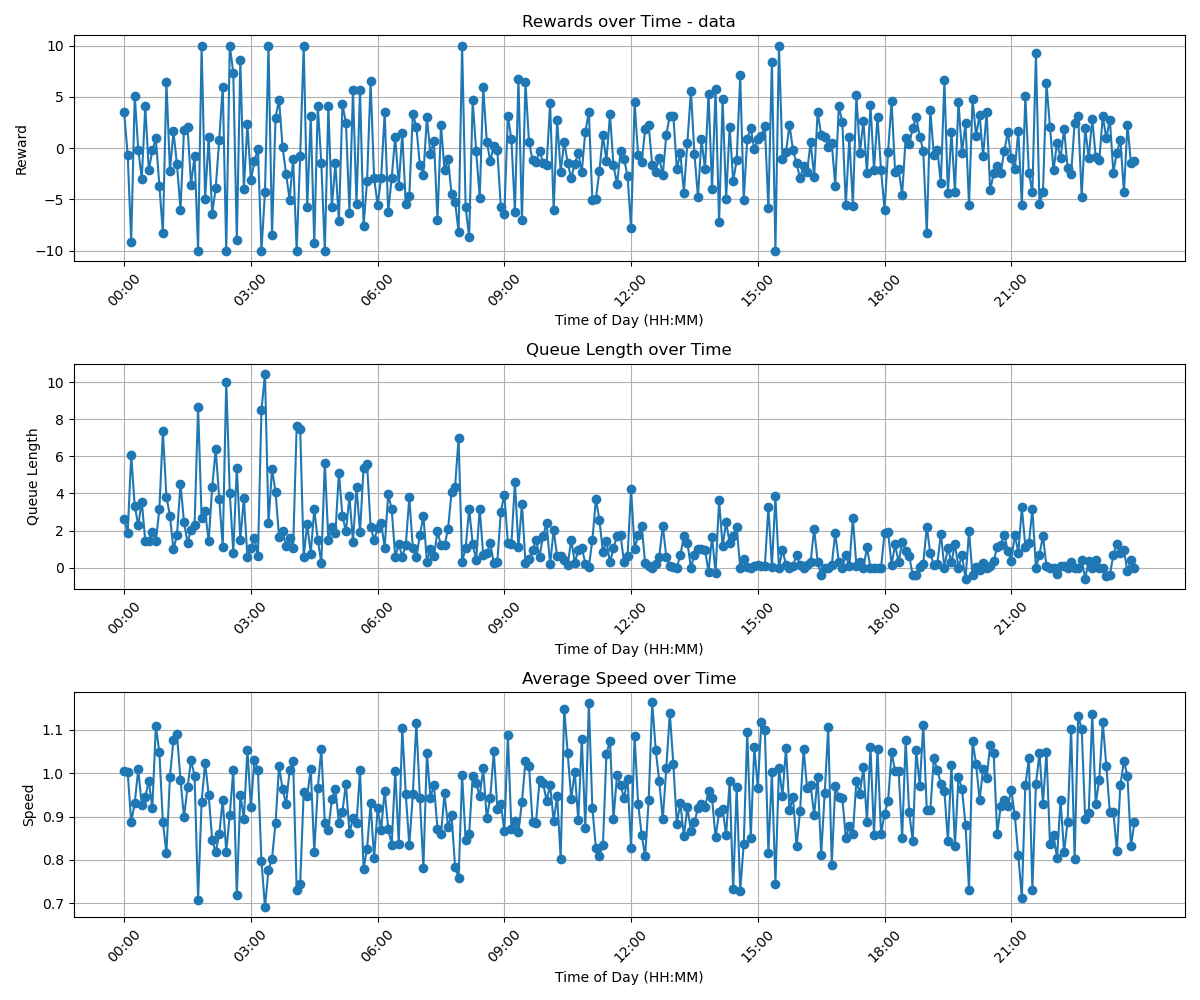 Rewards over Time - data
10
5
0
−5
−10
Reward
00:00 03:00 06:00 09:00 12:00 15:00 18:00 21:00
Time of Day (HH:MM)
Queue Length over Time
10
8
6
4
2
0
Queue Length
00:00 03:00 06:00 09:00 12:00 15:00 18:00 21:00
Time of Day (HH:MM)
Average Speed over Time
1.1
1.0
0.9
0.8
0.7
Speed
00:00 03:00 06:00 09:00 12:00 15:00 18:00 21:00
Time of Day (HH:MM)